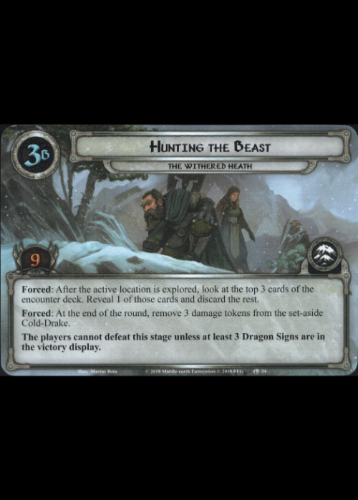 3B
HUNTING THE BEAST
THE WITHERED HEATH
9
Forced: After the active location is explored, look at the top 3 cards of the
encounter deck. Reveal 1 of those cards and discard the rest.
Forced: At the end of the round, remove 3 damage tokens from the set-aside
Cold-Drake.
The players cannot defeat this stage unless at least 3 Dragon Signs are in
the victory display.